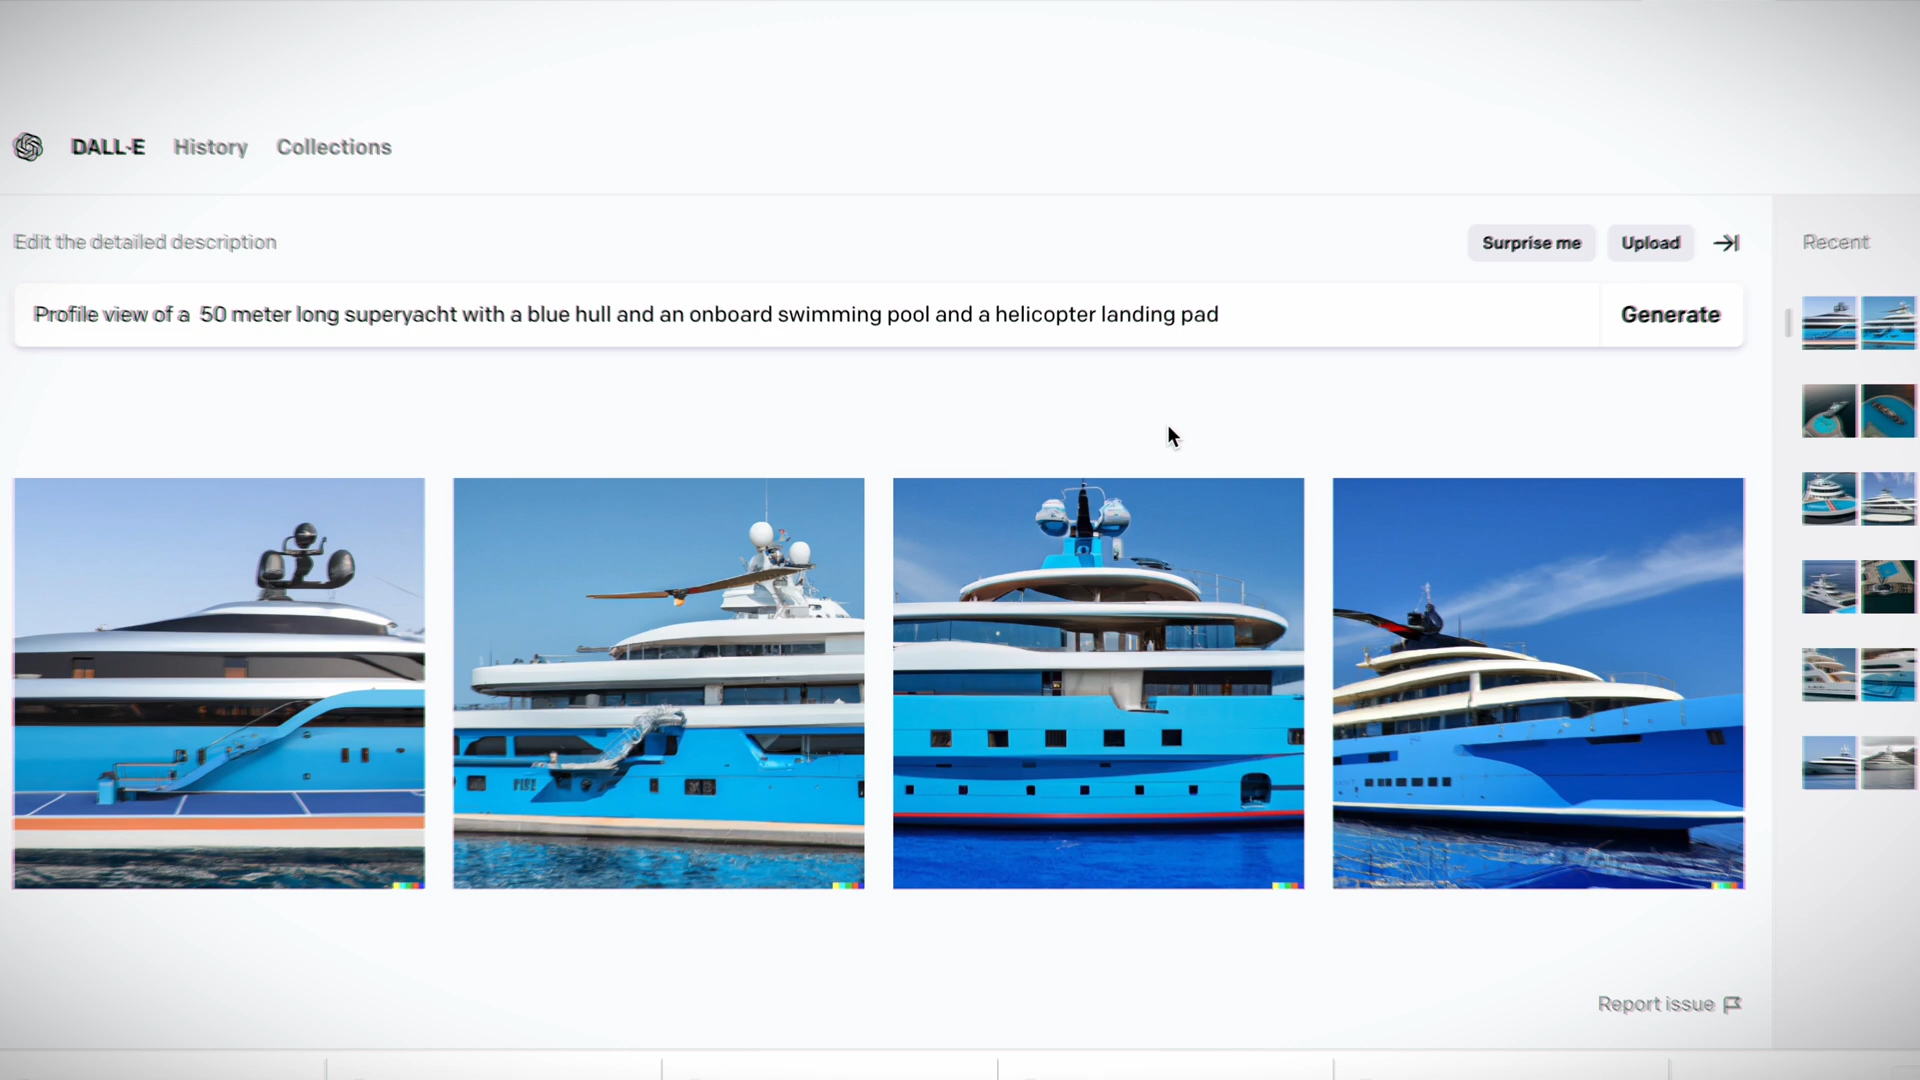 DALL·E History Collections
Edit the detailed description
Surprise me
Upload
Recent
Profile view of a 50 meter long superyacht with a blue hull and an onboard swimming pool and a helicopter landing pad
Generate
Report issue